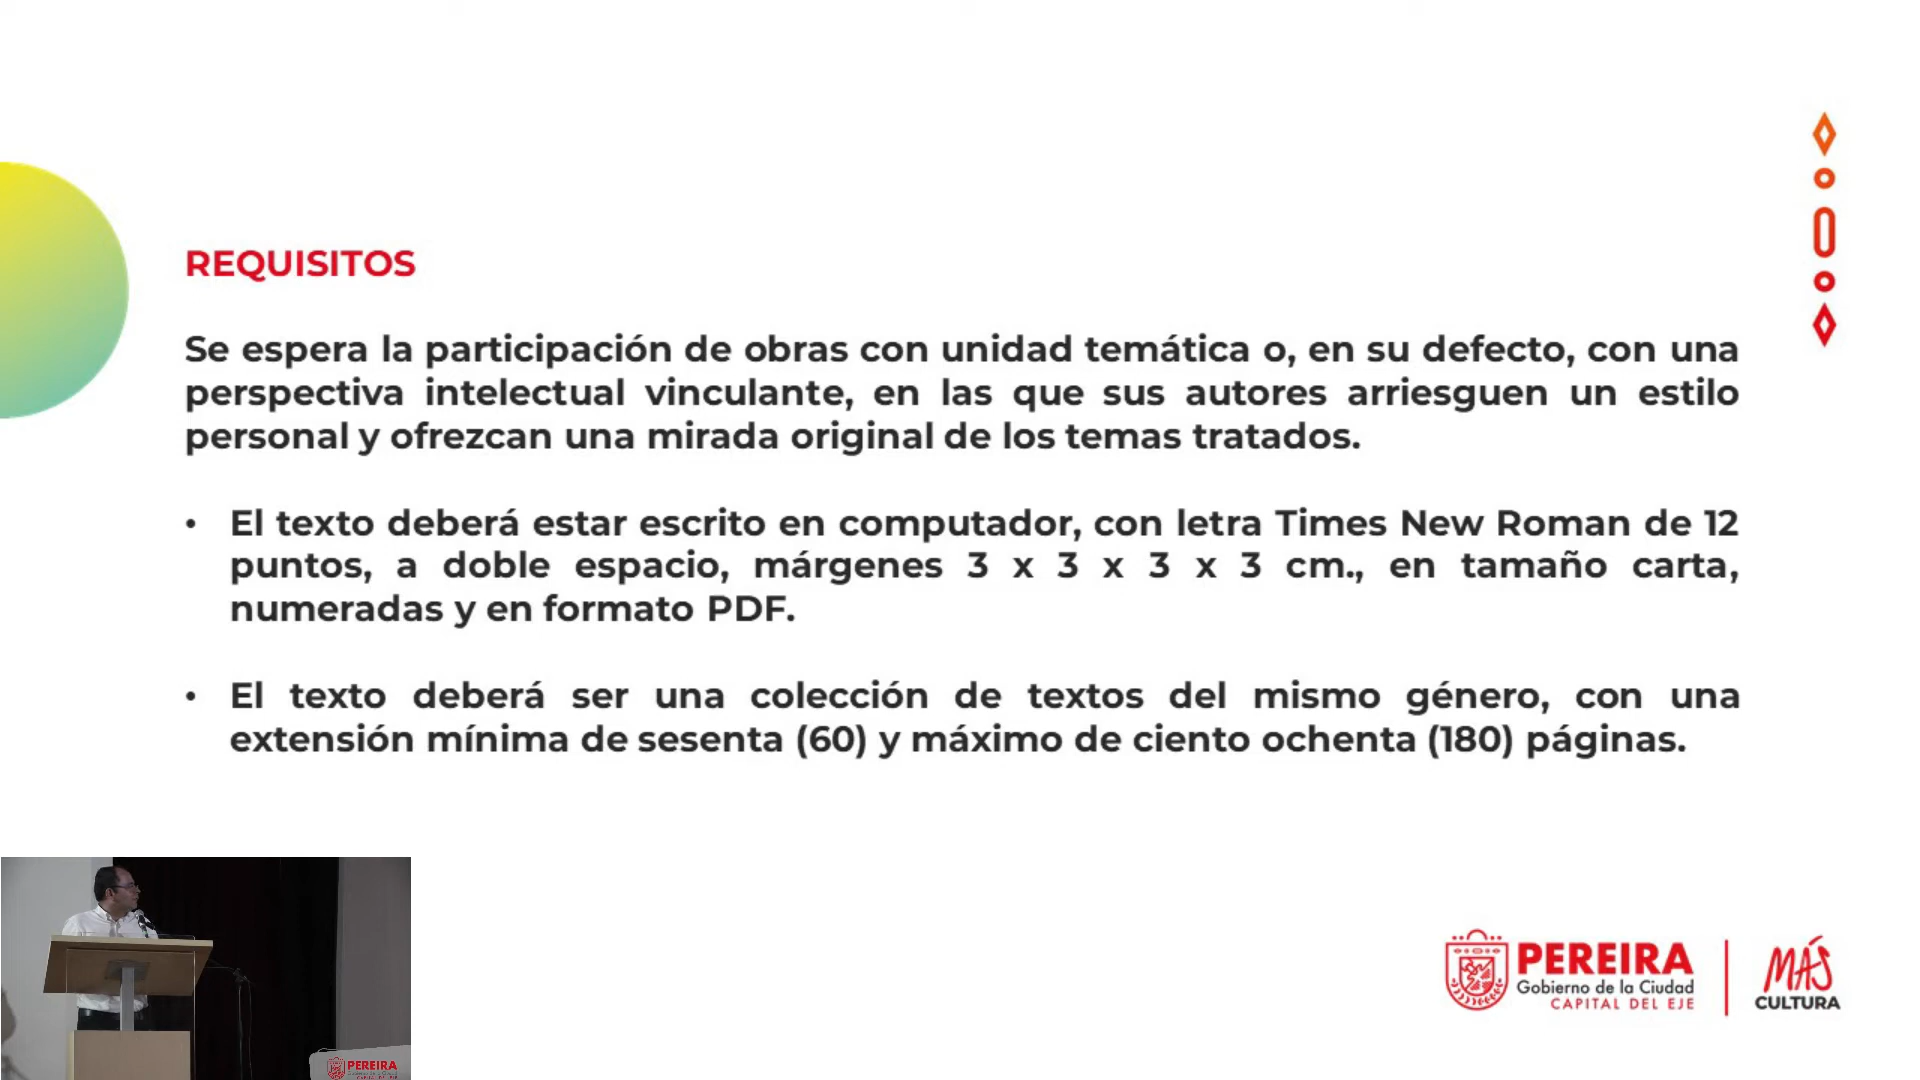 REQUISITOS
Se espera la participación de obras con unidad temática o, en su defecto, con una
perspectiva intelectual vinculante, en las que sus autores arriesguen un estilo
personal y ofrezcan una mirada original de los temas tratados.
• El texto deberá estar escrito en computador, con letra Times New Roman de 12
puntos, a doble espacio, márgenes 3 x 3 x 3 x 3 cm., en tamaño carta,
numeradas y en formato PDF.
• El texto deberá ser una colección de textos del mismo género, con una
extensión mínima de sesenta (60) y máximo de ciento ochenta (180) páginas.
PEREIRA
Gobierno de la Ciudad
CAPITAL DEL EJE
MÁS
CULTURA
PEREIRA